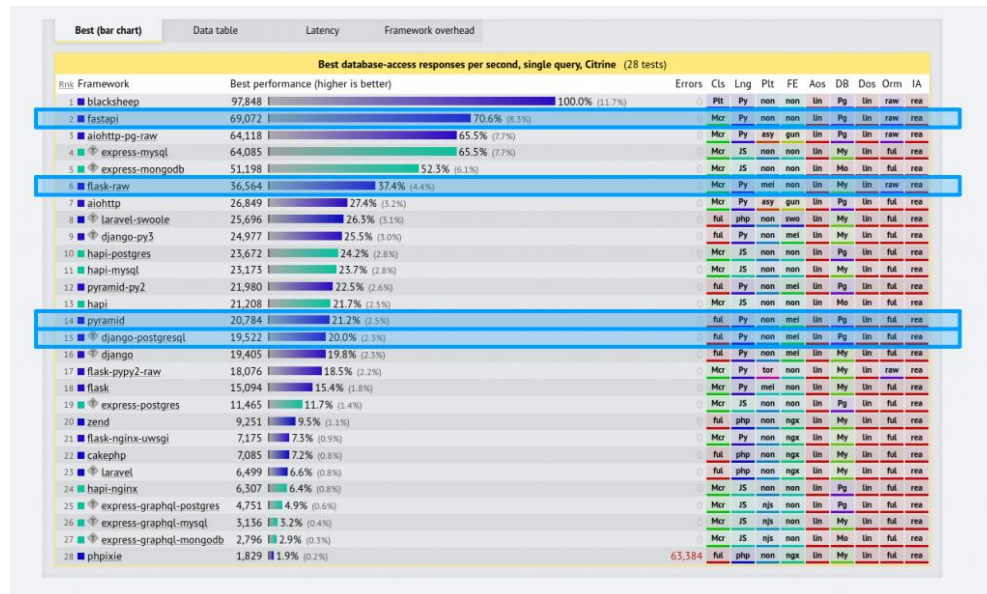 Best (bar chart) Data table Latency Framework overhead
Best database-access responses per second, single query, Citrine (28 tests)
Rnk Framework Best performance (higher is better) Errors Cls Lng Plt FE Aos DB Dos Orm IA
1 blacksheep 97,848 100.0% (11.7%) 0 Plt Py non non lin Pg lin raw rea
2 fastapi 69,072 70.6% (8.3%) 0 Mcr Py non non lin Pg lin raw rea
3 aiohttp-pg-raw 64,118 65.5% (7.7%) 0 Mcr Py asy gun lin Pg lin raw rea
4 express-mysql 64,085 65.5% (7.7%) 0 Mcr JS non non lin My lin ful rea
5 express-mongodb 51,198 52.3% (6.1%) 0 Mcr JS non non lin Mo lin ful rea
6 flask-raw 36,564 37.4% (4.4%) 0 Mcr Py mei non lin My lin raw rea
7 aiohttp 26,849 27.4% (3.2%) 0 Mcr Py asy gun lin Pg lin ful rea
8 laravel-swoole 25,696 26.3% (3.1%) 0 ful php non swo lin My lin ful rea
9 django-py3 24,977 25.5% (3.0%) 0 ful Py non mei lin My lin ful rea
10 hapi-postgres 23,672 24.2% (2.8%) 0 Mcr JS non non lin Pg lin ful rea
11 hapi-mysql 23,173 23.7% (2.8%) 0 Mcr JS non non lin My lin ful rea
12 pyramid-py2 21,980 22.5% (2.6%) 0 ful Py non mei lin Pg lin ful rea
13 hapi 21,208 21.7% (2.5%) 0 Mcr JS non non lin Mo lin ful rea
14 pyramid 20,784 21.2% (2.5%) 0 ful Py non mei lin Pg lin ful rea
15 django-postgresql 19,522 20.0% (2.3%) 0 ful Py non mei lin Pg lin ful rea
16 django 19,405 19.8% (2.3%) 0 ful Py non mei lin My lin ful rea
17 flask-pypy2-raw 18,076 18.5% (2.2%) 0 Mcr Py tor non lin My lin raw rea
18 flask 15,094 15.4% (1.8%) 0 Mcr Py mei non lin My lin ful rea
19 express-postgres 11,465 11.7% (1.4%) 0 Mcr JS non non lin Pg lin ful rea
20 zend 9,251 9.5% (1.1%) 0 ful php non ngx lin My lin ful rea
21 flask-nginx-uwsgi 7,175 7.3% (0.9%) 0 Mcr Py non ngx lin My lin ful rea
22 cakephp 7,085 7.2% (0.8%) 0 ful php non ngx lin My lin ful rea
23 laravel 6,499 6.6% (0.8%) 0 ful php non ngx lin My lin ful rea
24 hapi-nginx 6,307 6.4% (0.8%) 0 Mcr JS non non lin Pg lin ful rea
25 express-graphql-postgres 4,751 4.9% (0.6%) 0 Mcr JS njs non lin Pg lin ful rea
26 express-graphql-mysql 3,136 3.2% (0.4%) 0 Mcr JS njs non lin My lin ful rea
27 express-graphql-mongodb 2,796 2.9% (0.3%) 0 Mcr JS njs non lin Mo lin ful rea
28 phpixie 1,829 1.9% (0.2%) 63,384 ful php non ngx lin My lin ful rea